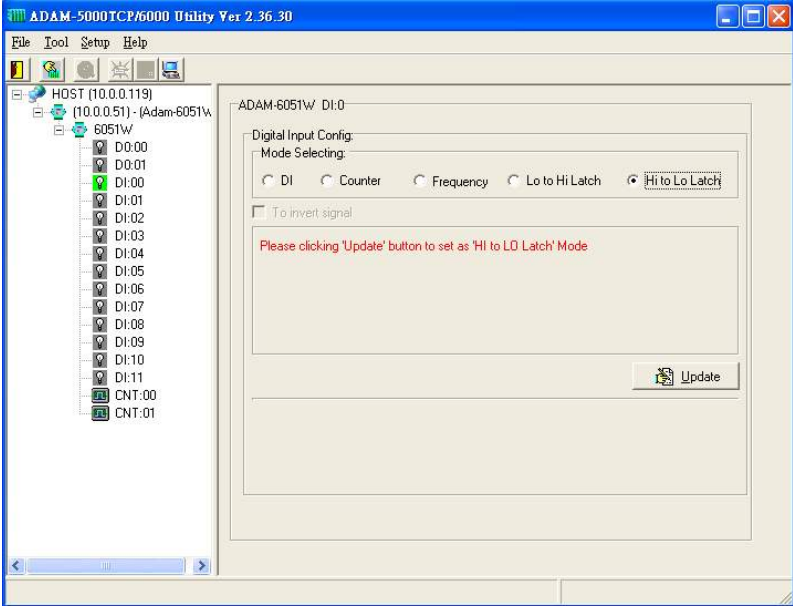 ADAM-5000TCP/6000 Utility Ver 2.36.30
File Tool Setup Help
HOST (10.0.0.119)
(10.0.0.51) - (Adam-6051W
6051W
DO:00
DO:01
DI:00
DI:01
DI:02
DI:03
DI:04
DI:05
DI:06
DI:07
DI:08
DI:09
DI:10
DI:11
CNT:00
CNT:01
ADAM-6051W DI:0
Digital Input Config:
Mode Selecting:
DI Counter Frequency Lo to Hi Latch Hi to Lo Latch
To invert signal
Please clicking 'Update' button to set as 'HI to LO Latch' Mode
Update